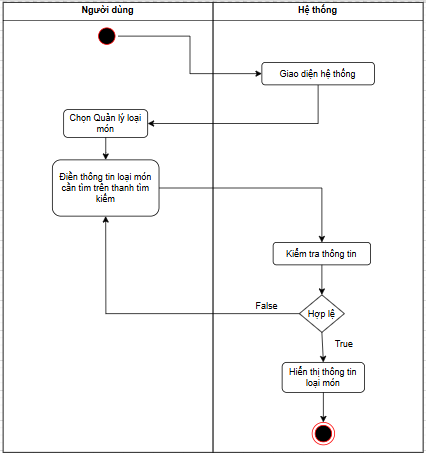 Người dùng
Hệ thống
Giao diện hệ thống
Chọn Quản lý loại
món
Điền thông tin loại món
cần tìm trên thanh tìm
kiếm
Kiểm tra thông tin
False
Hợp lệ
True
Hiển thị thông tin
loại món